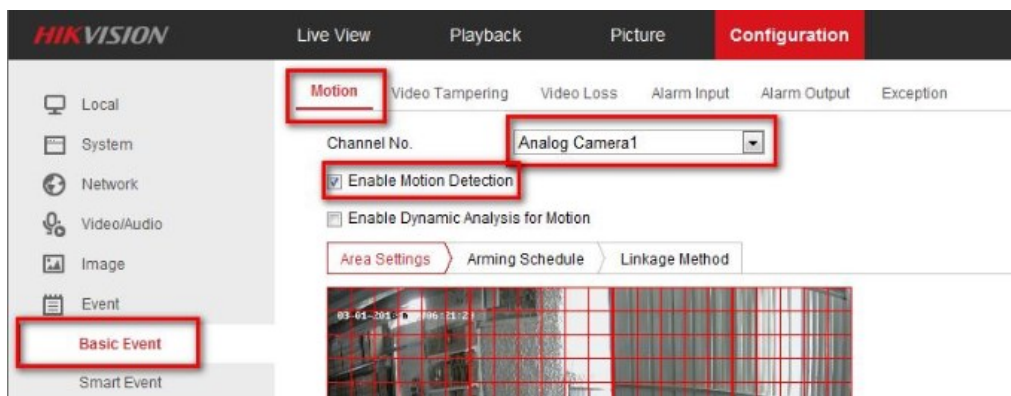 HIKVISION
Live View Playback Picture Configuration
Local
System
Network
Video/Audio
Image
Event
Basic Event
Smart Event
Motion Video Tampering Video Loss Alarm Input Alarm Output Exception
Channel No. Analog Camera1
Enable Motion Detection
Enable Dynamic Analysis for Motion
Area Settings Arming Schedule Linkage Method